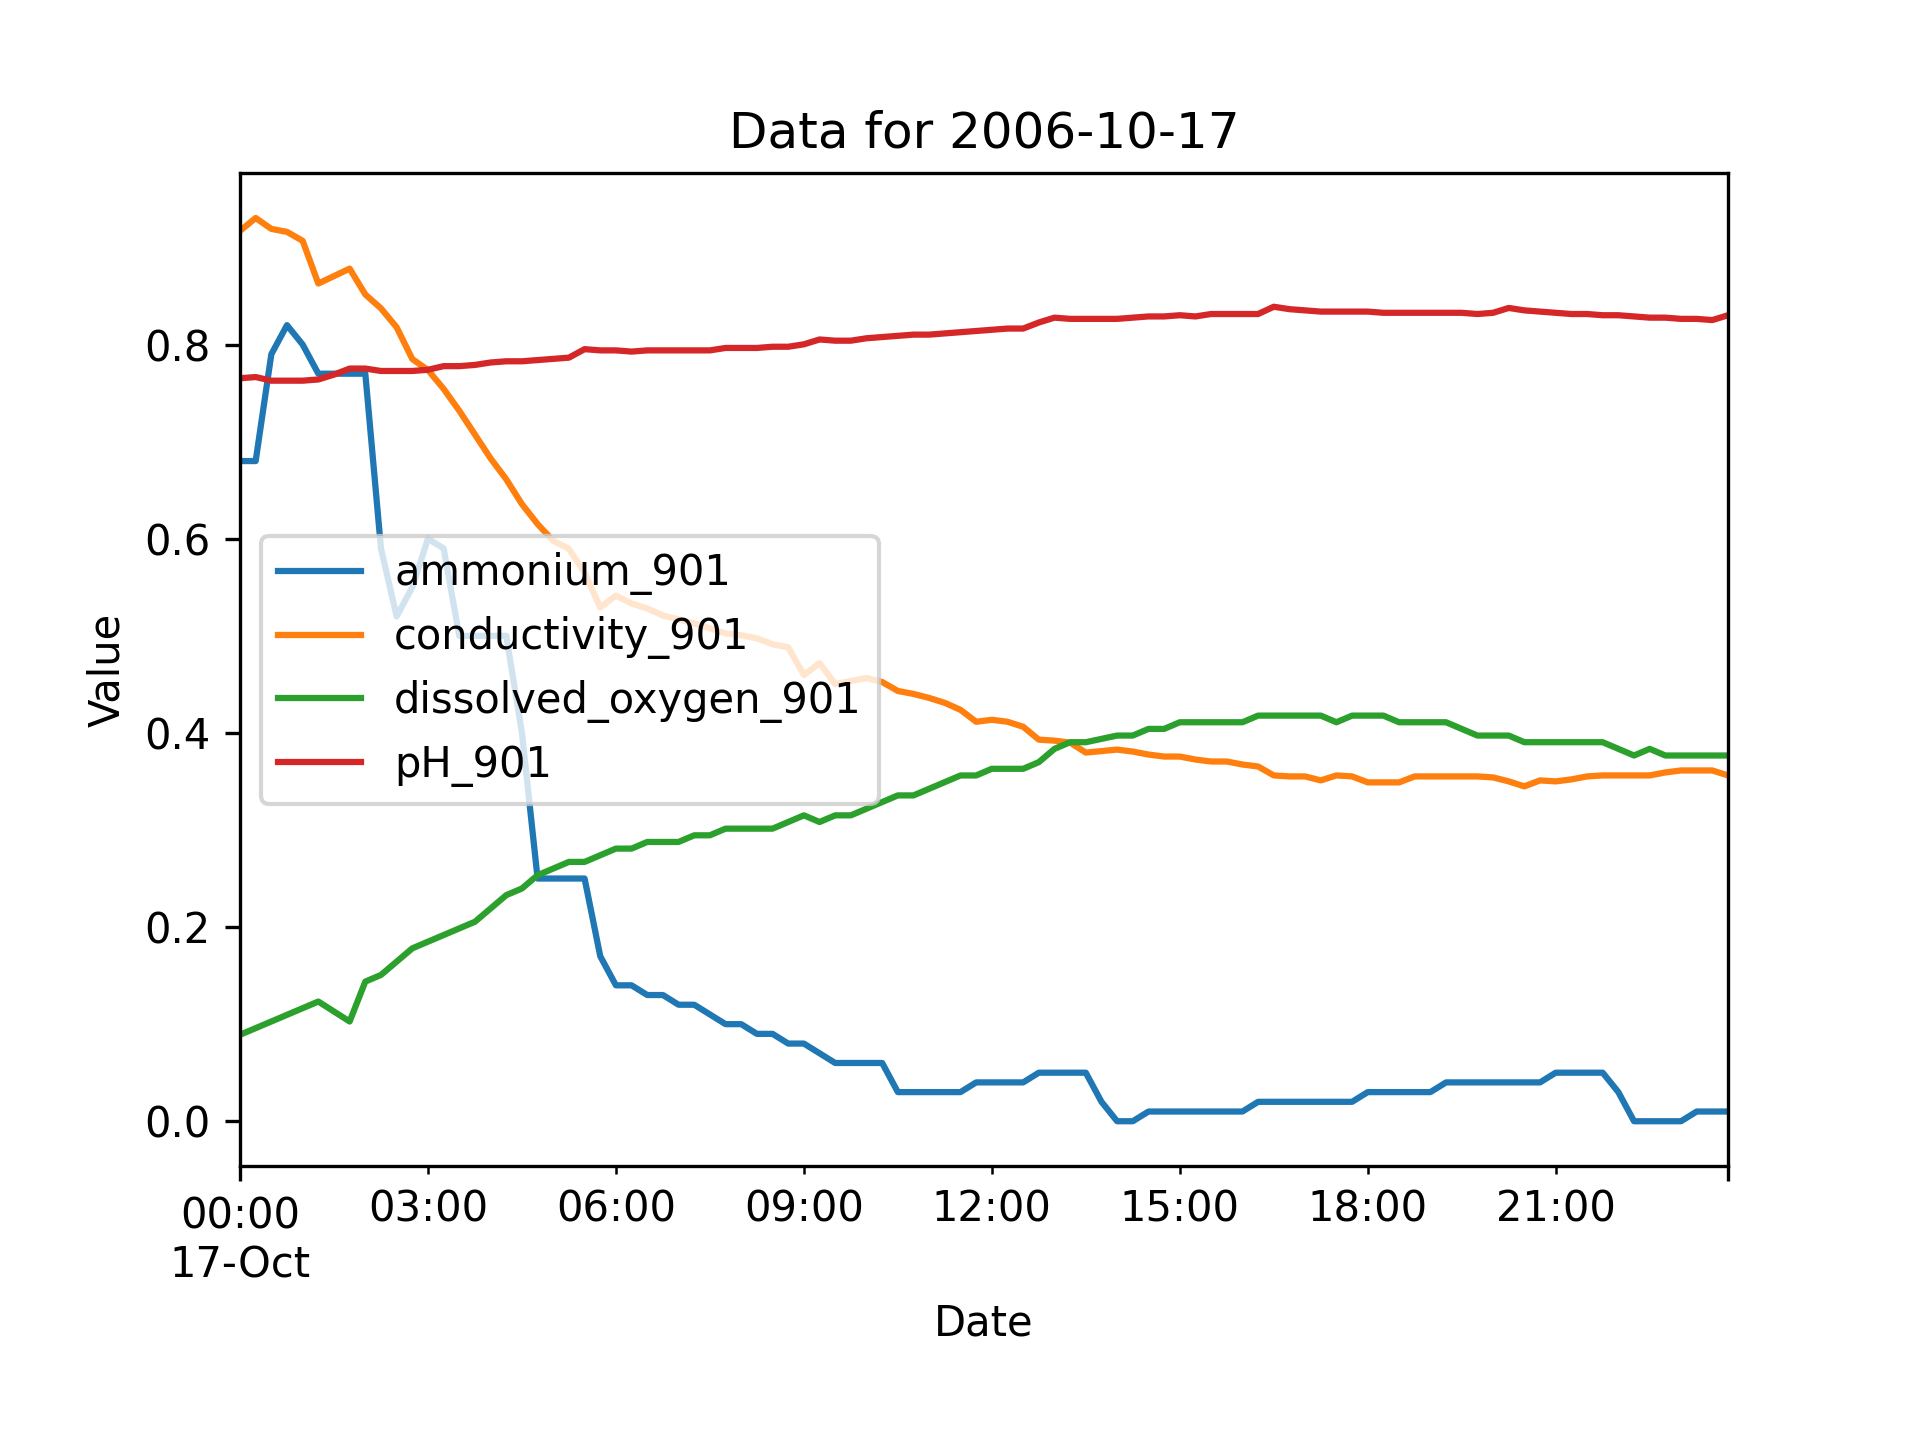 Data for 2006-10-17
Value
0.8
0.6
0.4
0.2
0.0
ammonium_901
conductivity_901
dissolved_oxygen_901
pH_901
00:00
17-Oct
03:00
06:00
09:00
12:00
15:00
18:00
21:00
Date